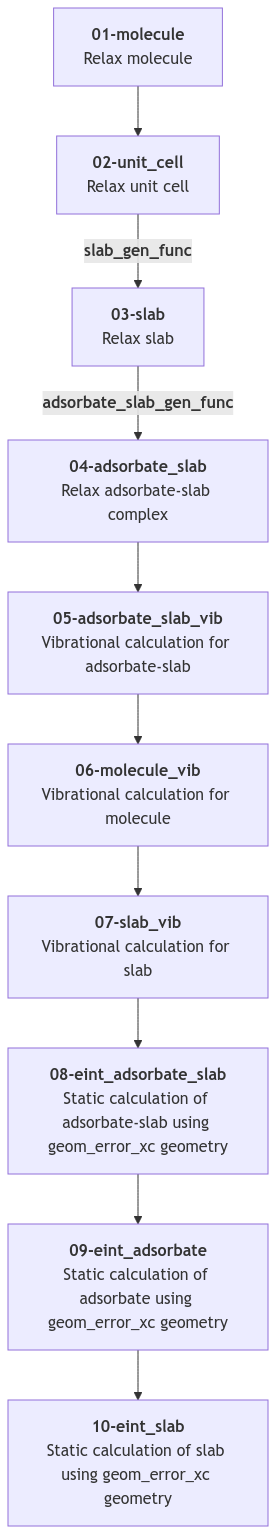 01-molecule
Relax molecule
02-unit_cell
Relax unit cell
slab_gen_func
03-slab
Relax slab
adsorbate_slab_gen_func
04-adsorbate_slab
Relax adsorbate-slab
complex
05-adsorbate_slab_vib
Vibrational calculation for
adsorbate-slab
06-molecule_vib
Vibrational calculation for
molecule
07-slab_vib
Vibrational calculation for
slab
08-eint_adsorbate_slab
Static calculation of
adsorbate-slab using
geom_error_xc geometry
09-eint_adsorbate
Static calculation of
adsorbate using
geom_error_xc geometry
10-eint_slab
Static calculation of slab
using geom_error_xc
geometry